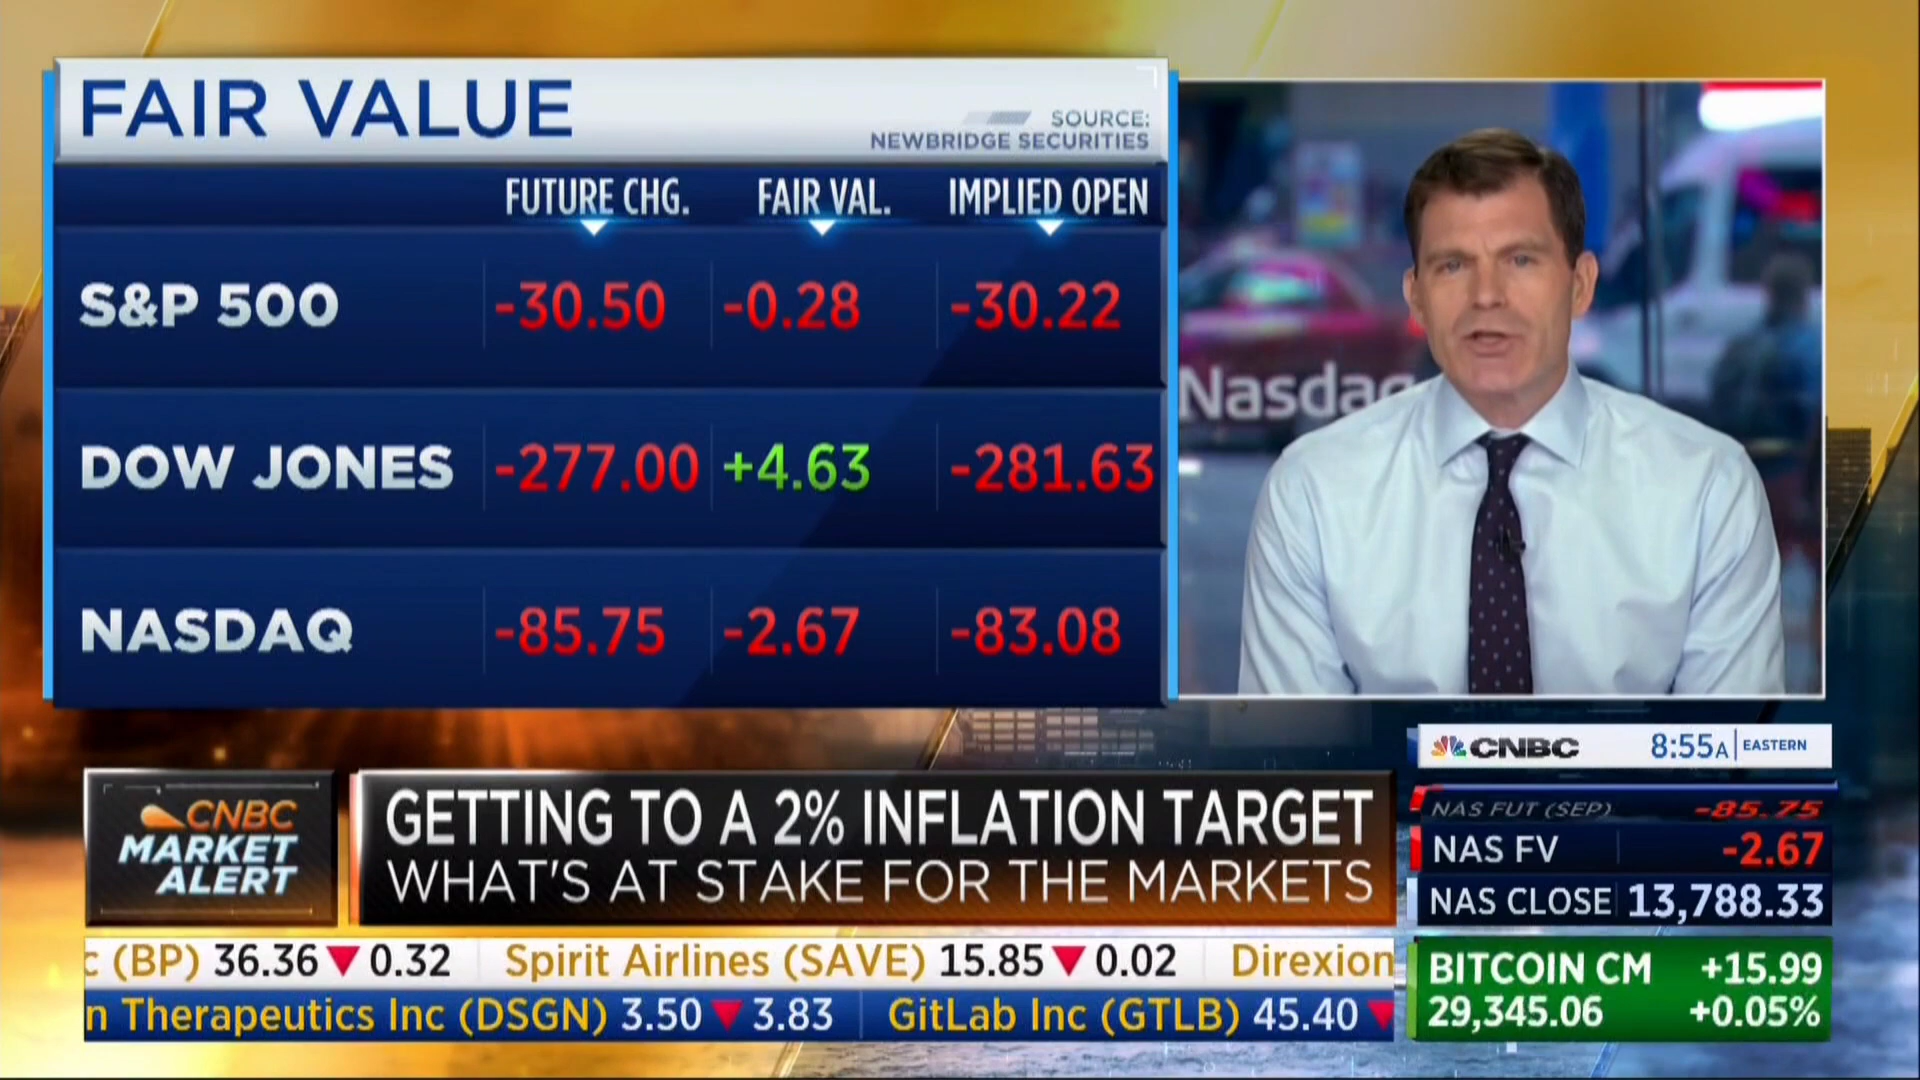 FAIR VALUE
SOURCE:
NEWBRIDGE SECURITIES
FUTURE CHG. FAIR VAL. IMPLIED OPEN
S&P 500 -30.50 -0.28 -30.22
DOW JONES -277.00 +4.63 -281.63
NASDAQ -85.75 -2.67 -83.08
Nasdaq
CNBC 8:55A EASTERN
CNBC
MARKET
ALERT
GETTING TO A 2% INFLATION TARGET
WHAT'S AT STAKE FOR THE MARKETS
NAS FUT (SEP) -85.75
NAS FV -2.67
NAS CLOSE 13,788.33
c (BP) 36.36▼0.32 Spirit Airlines (SAVE) 15.85▼0.02 Direxion
n Therapeutics Inc (DSGN) 3.50▼3.83 GitLab Inc (GTLB) 45.40▼
BITCOIN CM +15.99
29,345.06 +0.05%